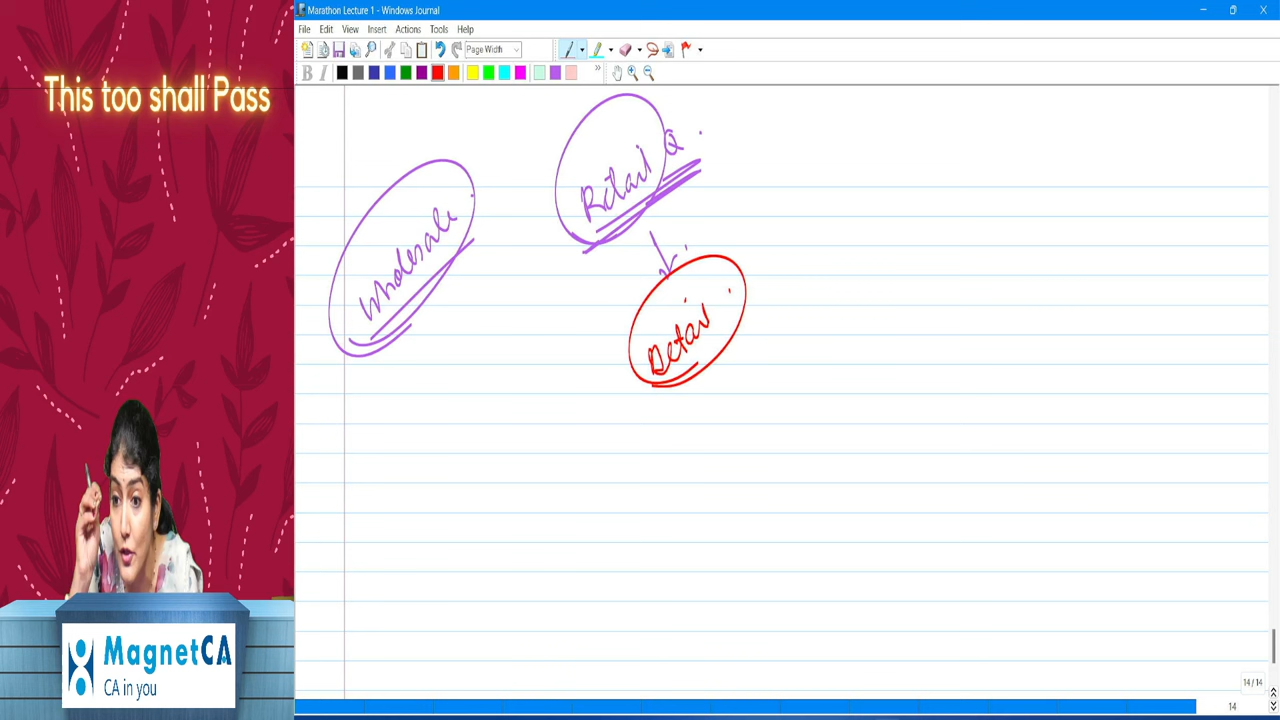 This too shall Pass
MagnetCA
CA in you
Marathon Lecture 1 - Windows Journal
File Edit View Insert Actions Tools Help
Page Width
B I
Wholesale
Retail Q
Detail
14 / 14
14